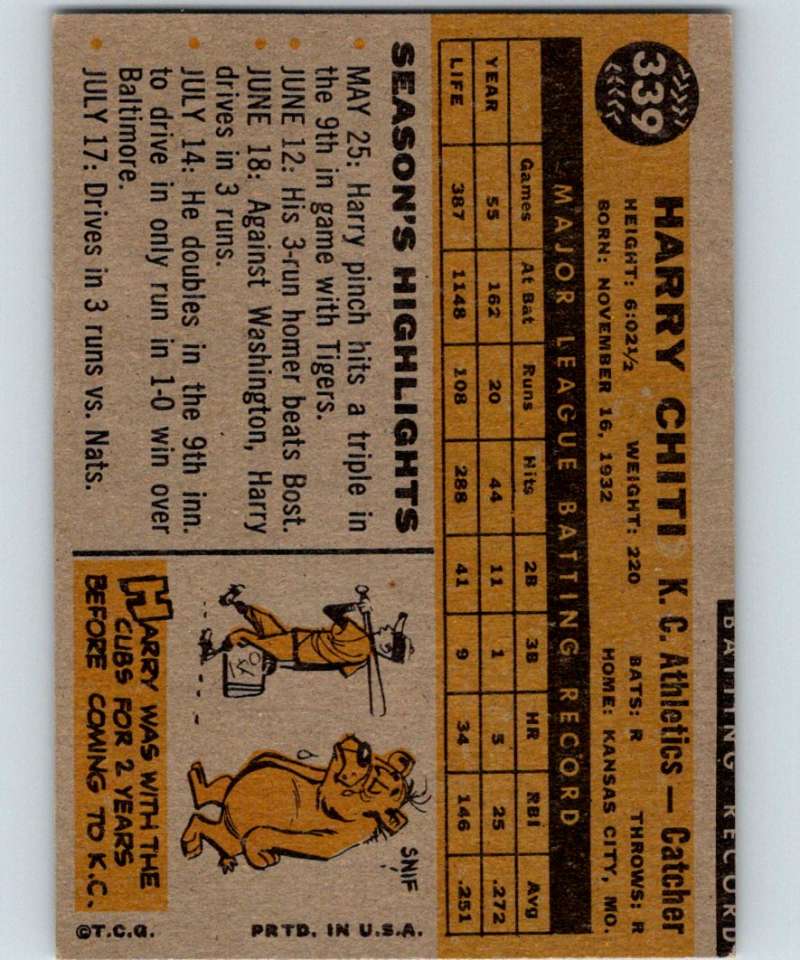 BATTING RECORD
339
HARRY CHITI K. C. Athletics — Catcher
HEIGHT: 6:02½ WEIGHT: 220 BATS: R THROWS: R
BORN: NOVEMBER 16, 1932 HOME: KANSAS CITY, MO.
MAJOR LEAGUE BATTING RECORD
Games At Bat Runs Hits 2B 3B HR RBI Avg
YEAR 55 162 20 44 11 1 5 25 .272
LIFE 387 1148 108 288 41 9 34 146 .251
SEASON'S HIGHLIGHTS
• MAY 25: Harry pinch hits a triple in
the 9th in game with Tigers.
• JUNE 12: His 3-run homer beats Bost.
• JUNE 18: Against Washington, Harry
drives in 3 runs.
• JULY 14: He doubles in the 9th inn.
to drive in only run in 1-0 win over
Baltimore.
• JULY 17: Drives in 3 runs vs. Nats.
SNIF
HARRY WAS WITH THE
CUBS FOR 2 YEARS
BEFORE COMING TO K.C.
©T.C.G. PRTD. IN U.S.A.